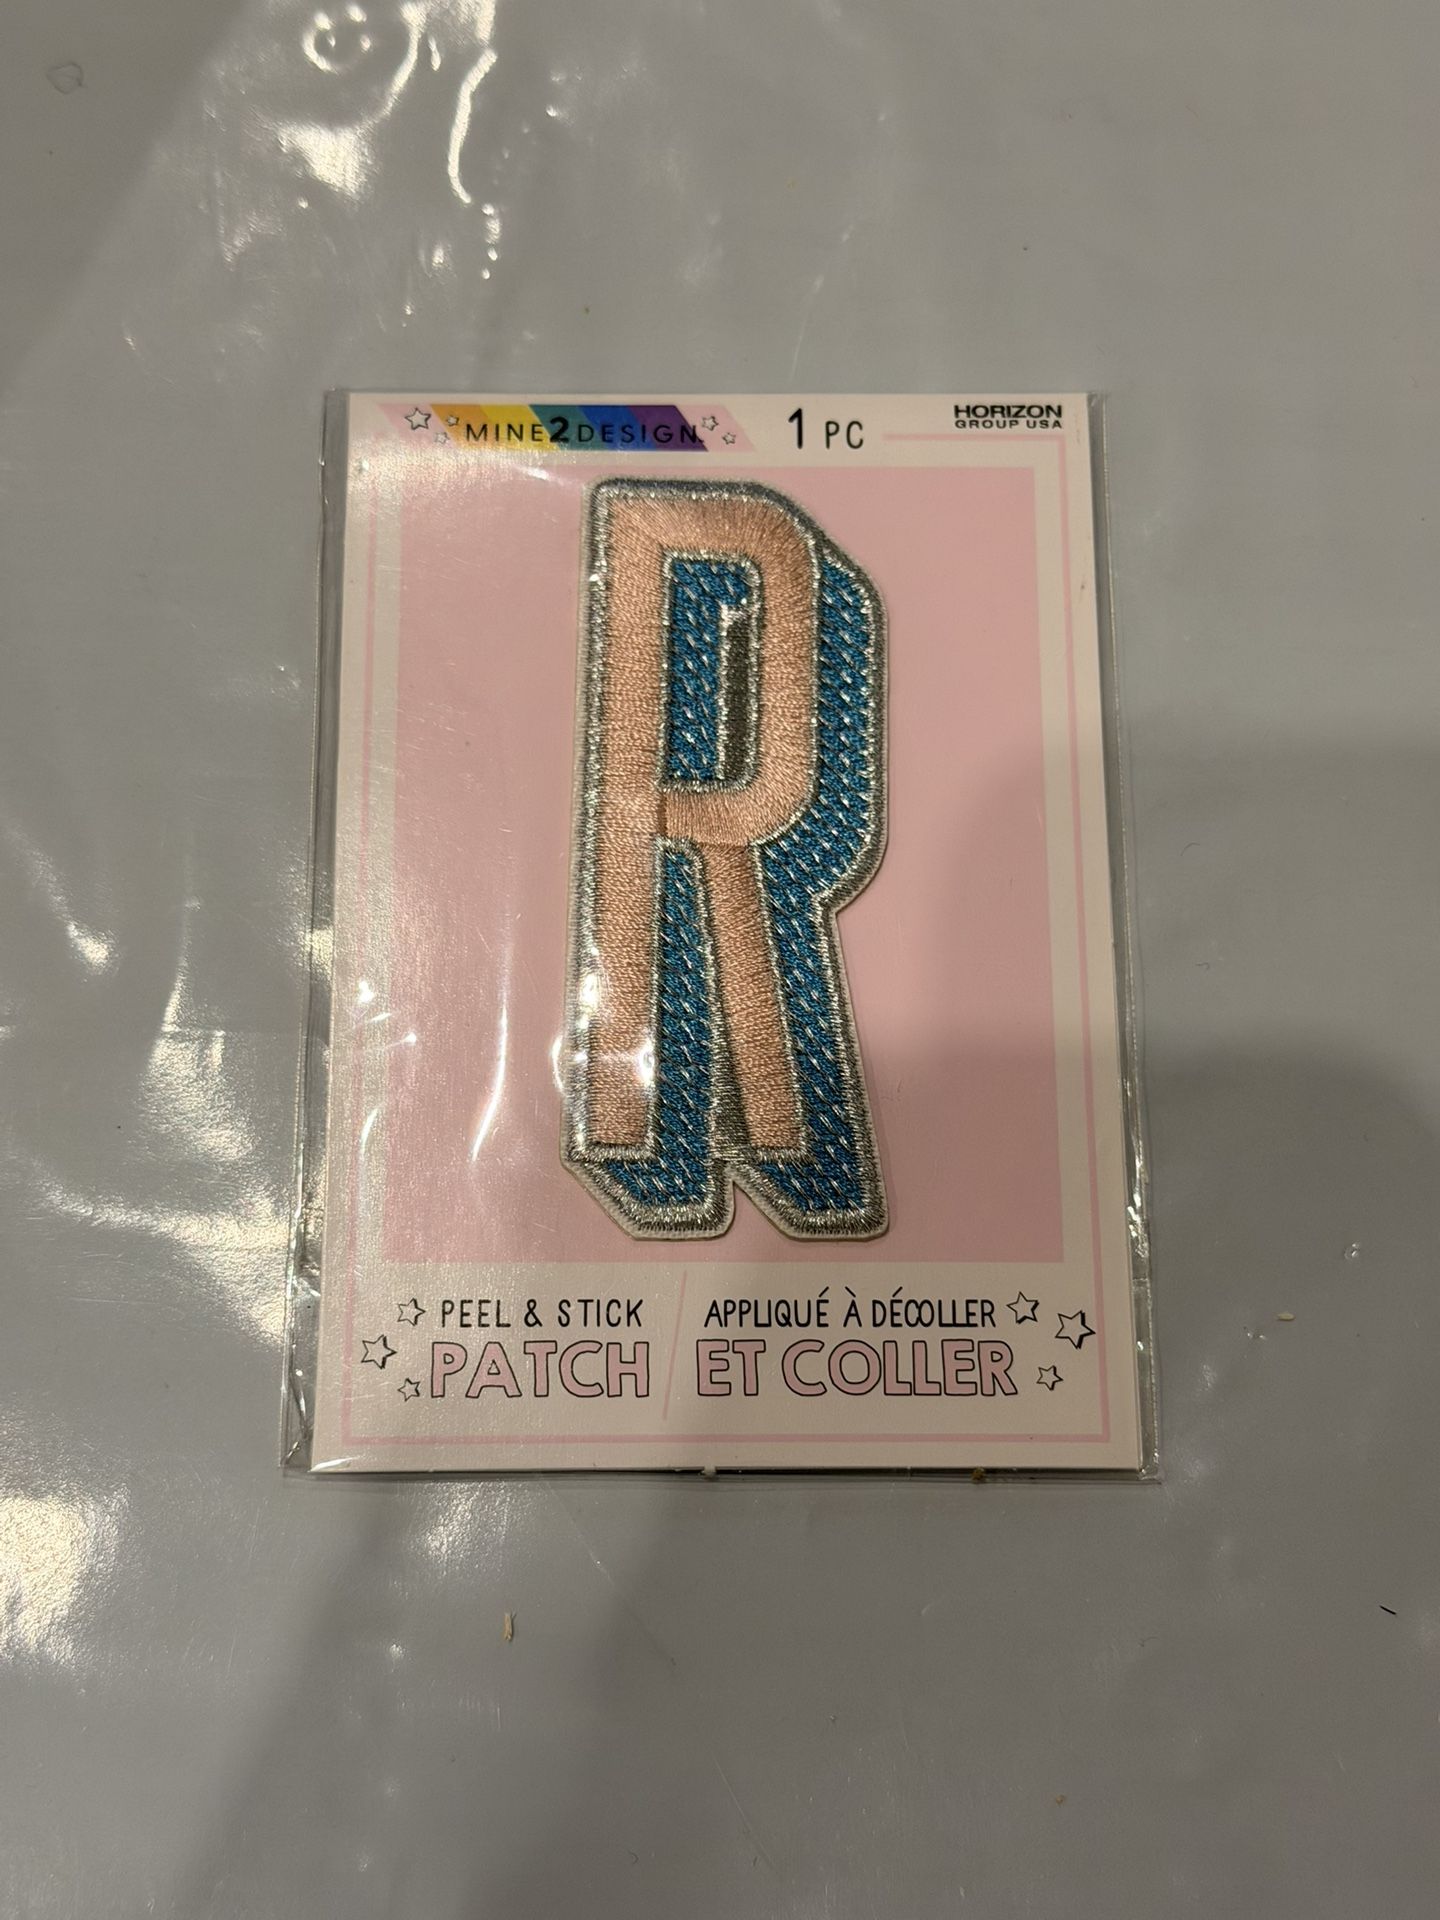 MINE2DESIGN
1 PC
HORIZON
GROUP USA
R
PEEL & STICK
PATCH
APPLIQUÉ À DÉCOLLER
ET COLLER